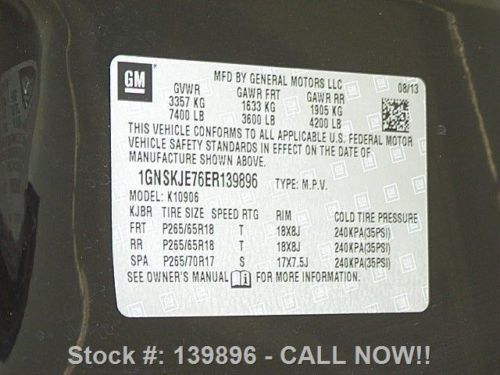 GM
MFD BY GENERAL MOTORS LLC
GVWR GAWR FRT GAWR RR 08/13
3357 KG 1633 KG 1905 KG
7400 LB 3600 LB 4200 LB
THIS VEHICLE CONFORMS TO ALL APPLICABLE U.S. FEDERAL MOTOR
VEHICLE SAFETY STANDARDS IN EFFECT ON THE DATE OF
MANUFACTURE SHOWN ABOVE.
1GNSKJE76ER139896 TYPE: M.P.V.
MODEL: K10906
KJBR TIRE SIZE SPEED RTG RIM COLD TIRE PRESSURE
FRT P265/65R18 T 18X8J 240KPA(35PSI)
RR P265/65R18 T 18X8J 240KPA(35PSI)
SPA P265/70R17 S 17X7.5J 240KPA(35PSI)
SEE OWNER'S MANUAL FOR MORE INFORMATION.
Stock #: 139896 - CALL NOW!!